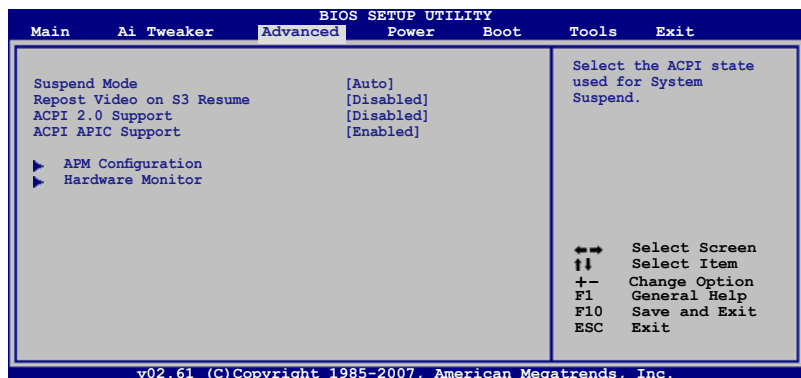 BIOS SETUP UTILITY
Main Ai Tweaker Advanced Power Boot Tools Exit
Suspend Mode [Auto]
Repost Video on S3 Resume [Disabled]
ACPI 2.0 Support [Disabled]
ACPI APIC Support [Enabled]
APM Configuration
Hardware Monitor
Select the ACPI state
used for System
Suspend.
Select Screen
Select Item
+- Change Option
F1 General Help
F10 Save and Exit
ESC Exit
v02.61 (C)Copyright 1985-2007, American Megatrends, Inc.